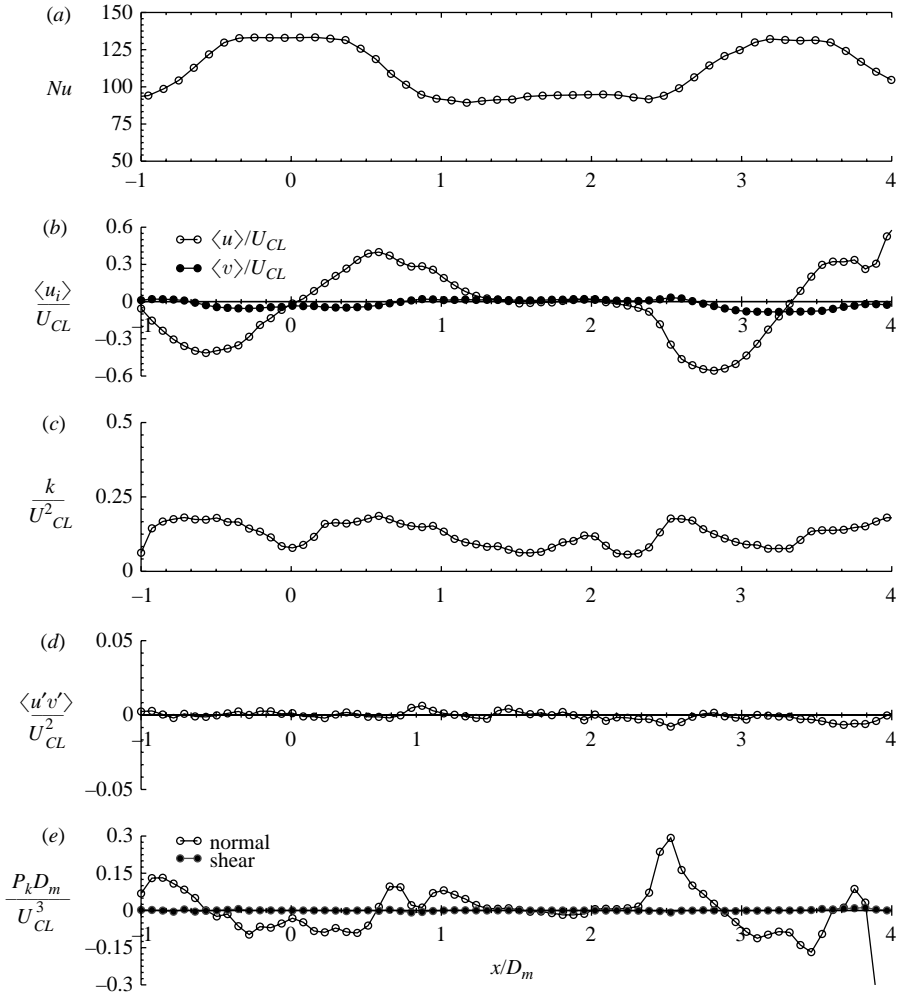 (a)
150
125
Nu 100
75
50
–1 0 1 2 3 4
(b)
0.6
⟨u⟩/U_CL
0.3
⟨v⟩/U_CL
⟨u_i⟩/U_CL
0
–1 0 1 2 3 4
–0.3
–0.6
(c)
0.5
k/U²_CL
0.25
0
–1 0 1 2 3 4
(d)
0.05
⟨u′v′⟩/U²_CL
0
–1 0 1 2 3 4
–0.05
(e)
0.3
normal
shear
0.15
P_k D_m/U³_CL
0
–1 0 1 2 3 4
–0.15
x/D_m
–0.3